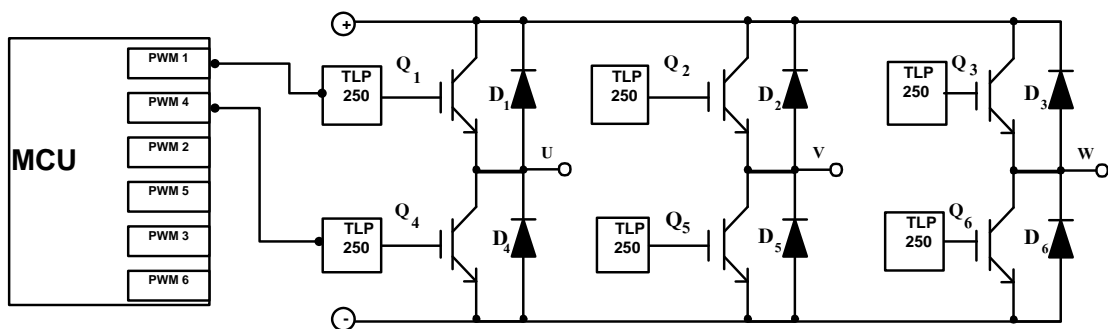 MCU
PWM 1
PWM 4
PWM 2
PWM 5
PWM 3
PWM 6
+
TLP
250
Q1
D1
TLP
250
Q2
D2
TLP
250
Q3
D3
U
V
W
TLP
250
Q4
D4
TLP
250
Q5
D5
TLP
250
Q6
D6
-